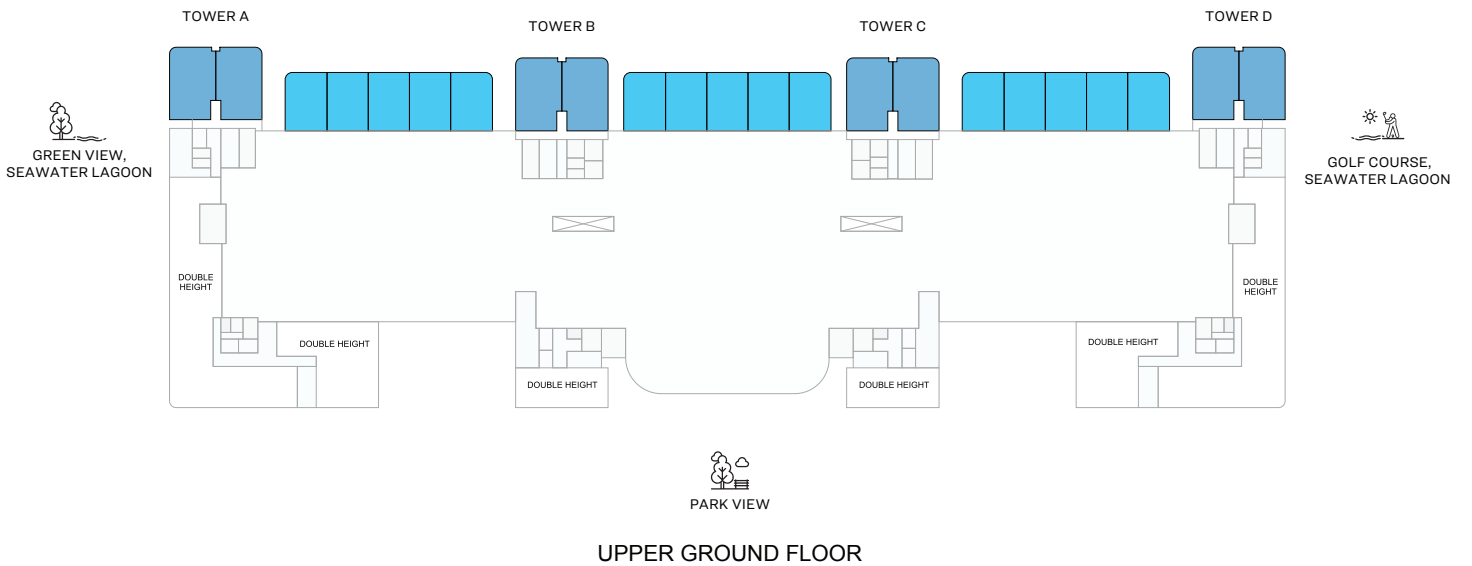 TOWER A
TOWER B
TOWER C
TOWER D
GREEN VIEW,
SEAWATER LAGOON
GOLF COURSE,
SEAWATER LAGOON
DOUBLE
HEIGHT
DOUBLE
HEIGHT
DOUBLE HEIGHT
DOUBLE HEIGHT
DOUBLE HEIGHT
DOUBLE HEIGHT
PARK VIEW
UPPER GROUND FLOOR